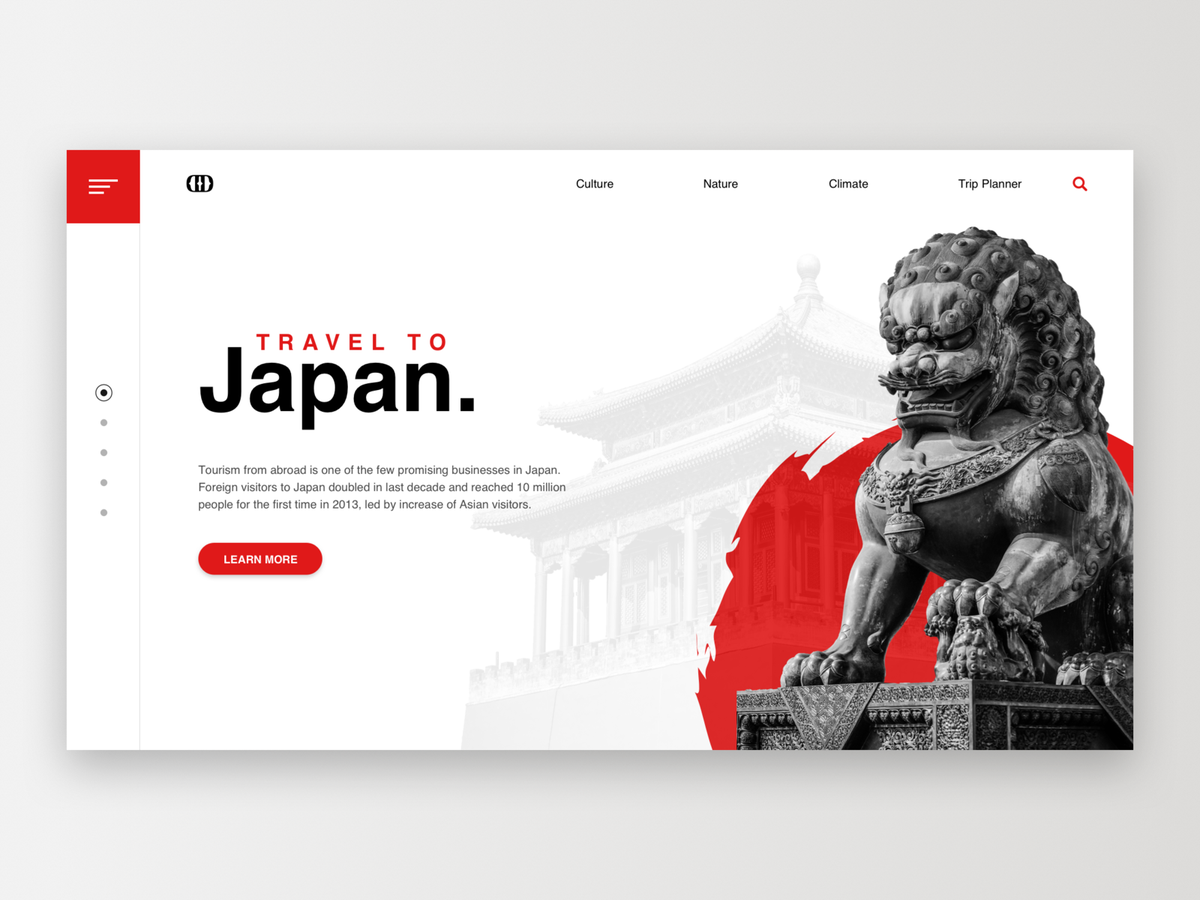 Culture Nature Climate Trip Planner
TRAVEL TO
Japan.
Tourism from abroad is one of the few promising businesses in Japan.
Foreign visitors to Japan doubled in last decade and reached 10 million
people for the first time in 2013, led by increase of Asian visitors.
LEARN MORE